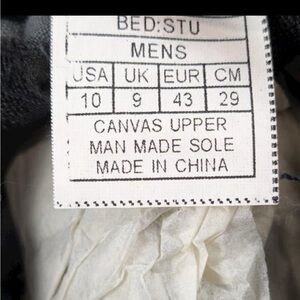 BED:STU
MENS
USA UK EUR CM
10 9 43 29
CANVAS UPPER
MAN MADE SOLE
MADE IN CHINA